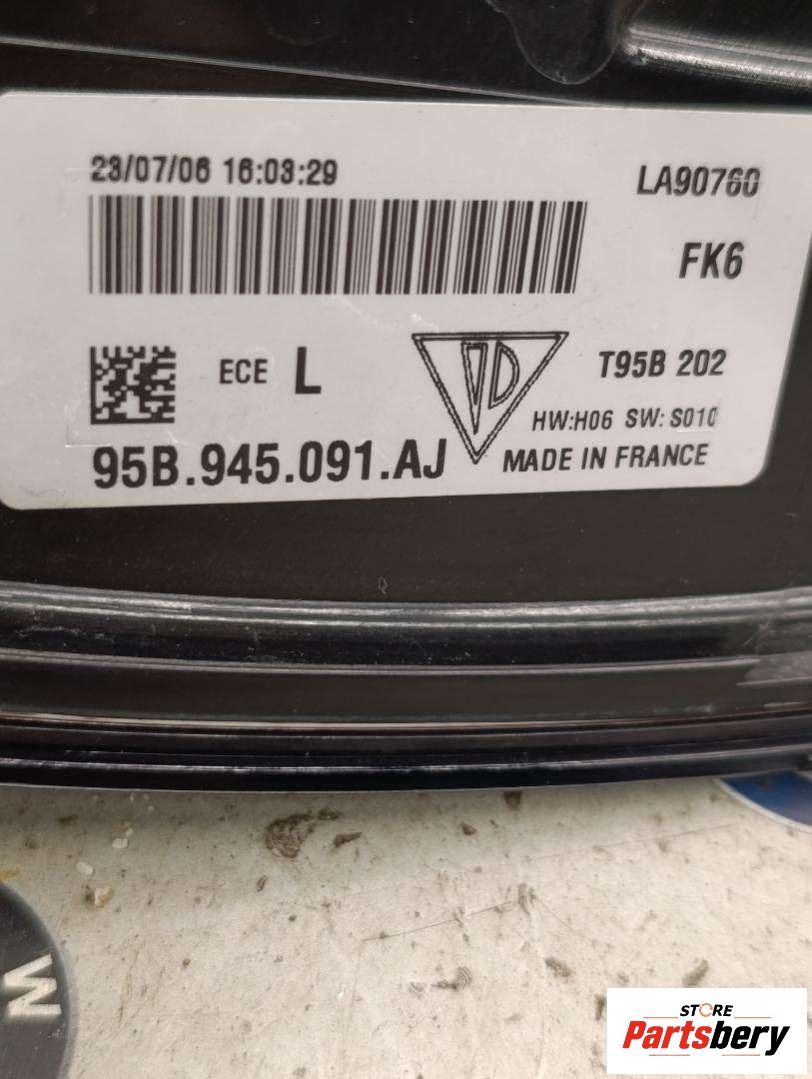 23/07/06 16:03:29
LA90760
FK6
ECE L
T95B 202
HW:H06 SW: S010
95B.945.091.AJ
MADE IN FRANCE
W
STORE
Partsbery